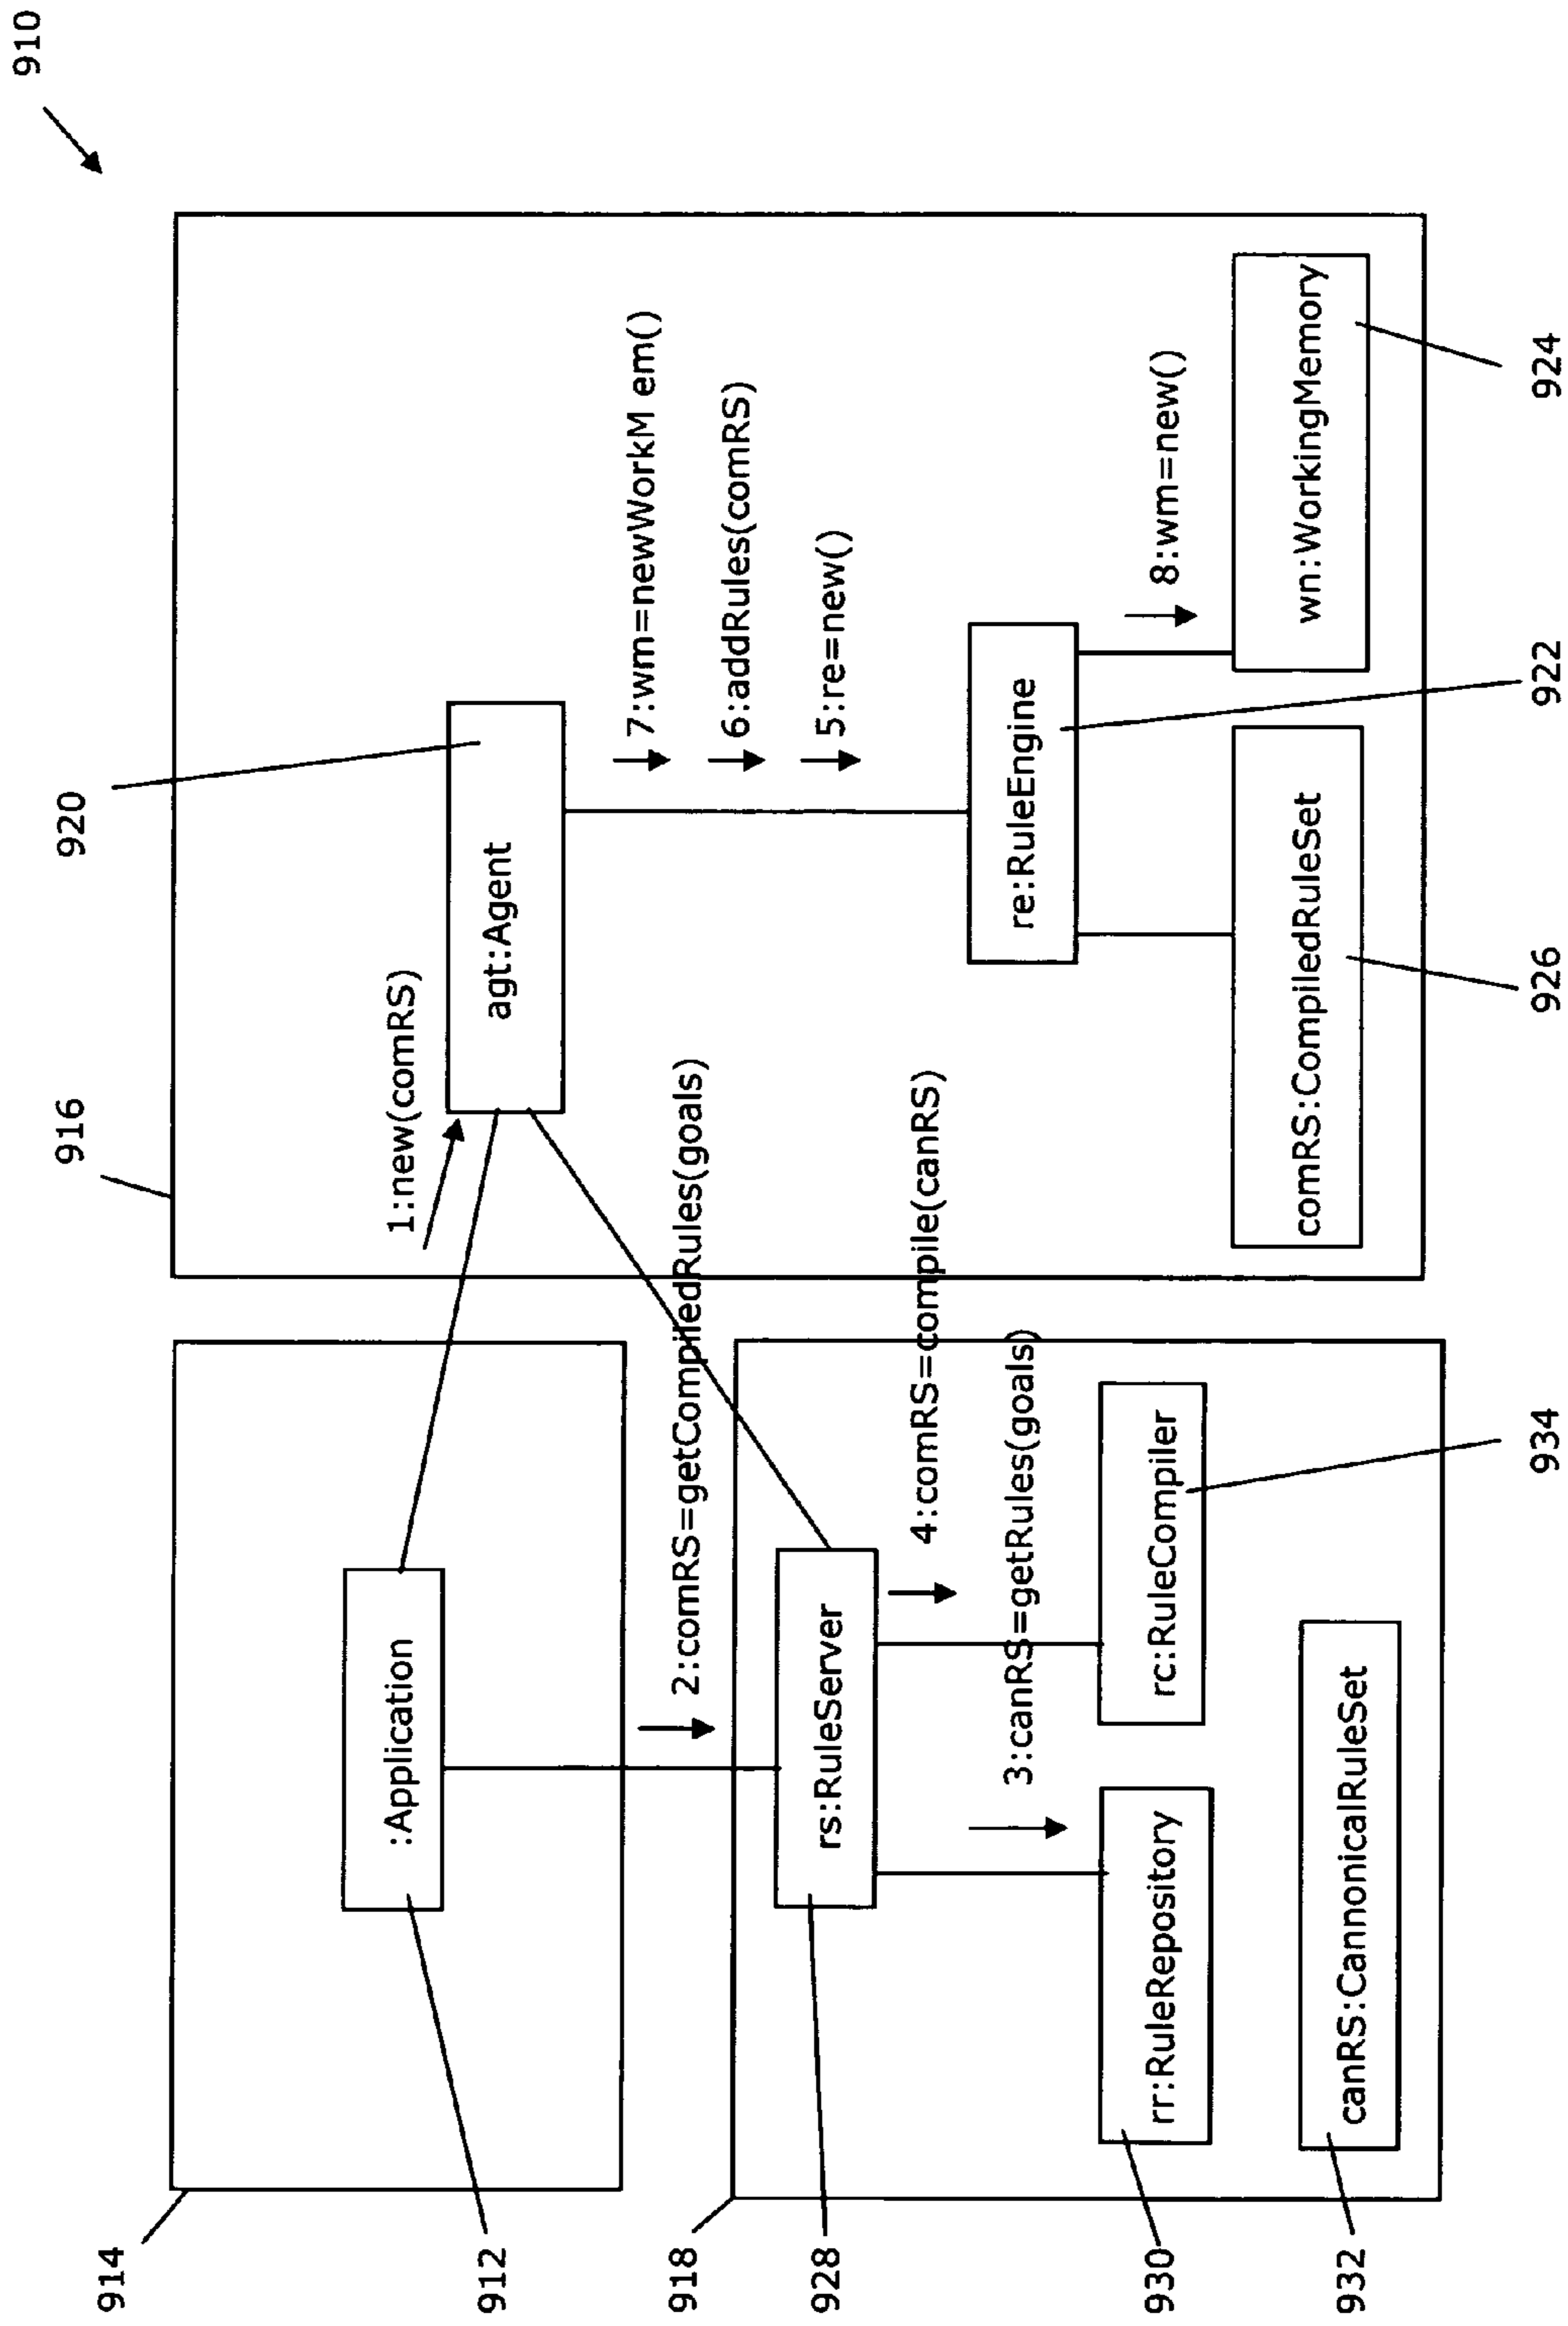 910
916
920
914
1:new(comRS)
agt:Agent
:Application
912
7:wm=newWorkM em()
2:comRS=getCompiledRules(goals)
6:addRules(comRS)
5:re=new()
918
rs:RuleServer
928
4:comRS=compile(canRS)
re:RuleEngine
3:canRS=getRules(goals)
8:wm=new()
rr:RuleRepository
rc:RuleCompiler
930
comRS:CompiledRuleSet
wn:WorkingMemory
canRS:CannonicalRuleSet
932
934
926
922
924